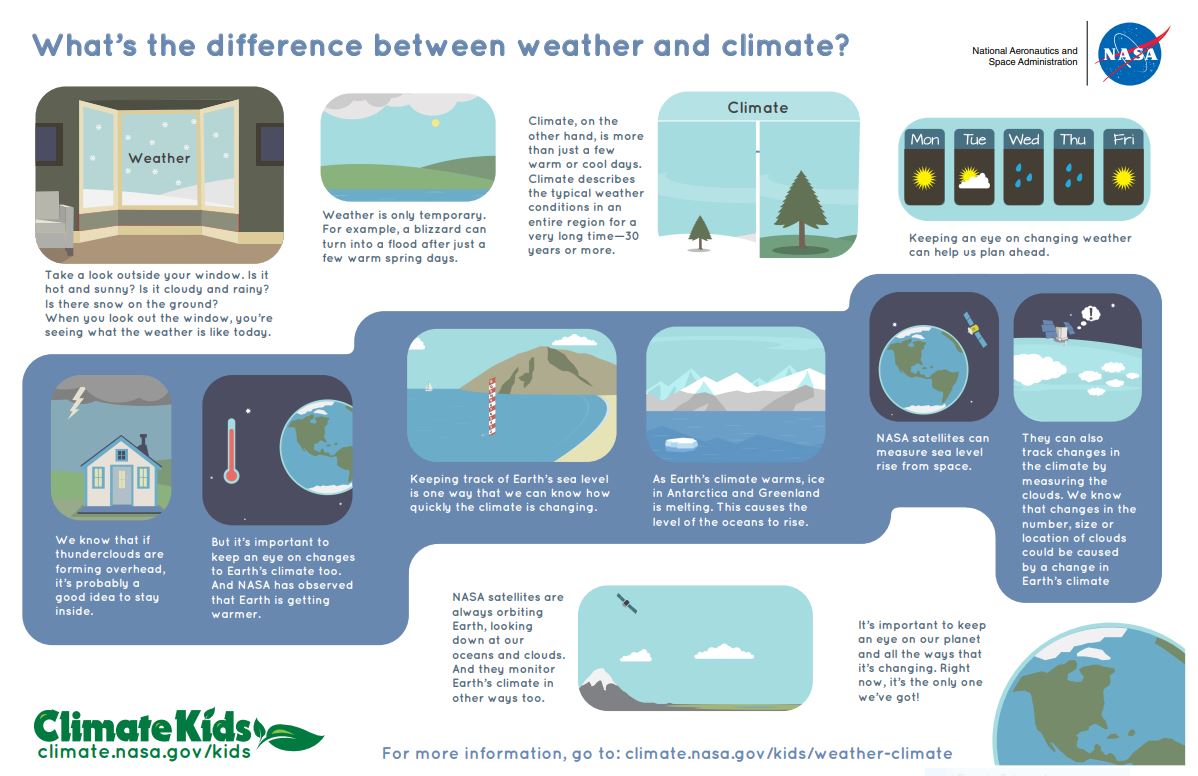 What's the difference between weather and climate?
National Aeronautics and
Space Administration
NASA
Weather
Take a look outside your window. Is it
hot and sunny? Is it cloudy and rainy?
Is there snow on the ground?
When you look out the window, you're
seeing what the weather is like today.
Weather is only temporary.
For example, a blizzard can
turn into a flood after just a
few warm spring days.
Climate, on the
other hand, is more
than just a few
warm or cool days.
Climate describes
the typical weather
conditions in an
entire region for a
very long time—30
years or more.
Climate
Mon Tue Wed Thu Fri
Keeping an eye on changing weather
can help us plan ahead.
We know that if
thunderclouds are
forming overhead,
it's probably a
good idea to stay
inside.
But it's important to
keep an eye on changes
to Earth's climate too.
And NASA has observed
that Earth is getting
warmer.
Keeping track of Earth's sea level
is one way that we can know how
quickly the climate is changing.
As Earth's climate warms, ice
in Antarctica and Greenland
is melting. This causes the
level of the oceans to rise.
NASA satellites can
measure sea level
rise from space.
!
They can also
track changes in
the climate by
measuring the
clouds. We know
that changes in the
number, size or
location of clouds
could be caused
by a change in
Earth's climate
NASA satellites are
always orbiting
Earth, looking
down at our
oceans and clouds.
And they monitor
Earth's climate in
other ways too.
It's important to keep
an eye on our planet
and all the ways that
it's changing. Right
now, it's the only one
we've got!
ClimateKids
climate.nasa.gov/kids
For more information, go to: climate.nasa.gov/kids/weather-climate